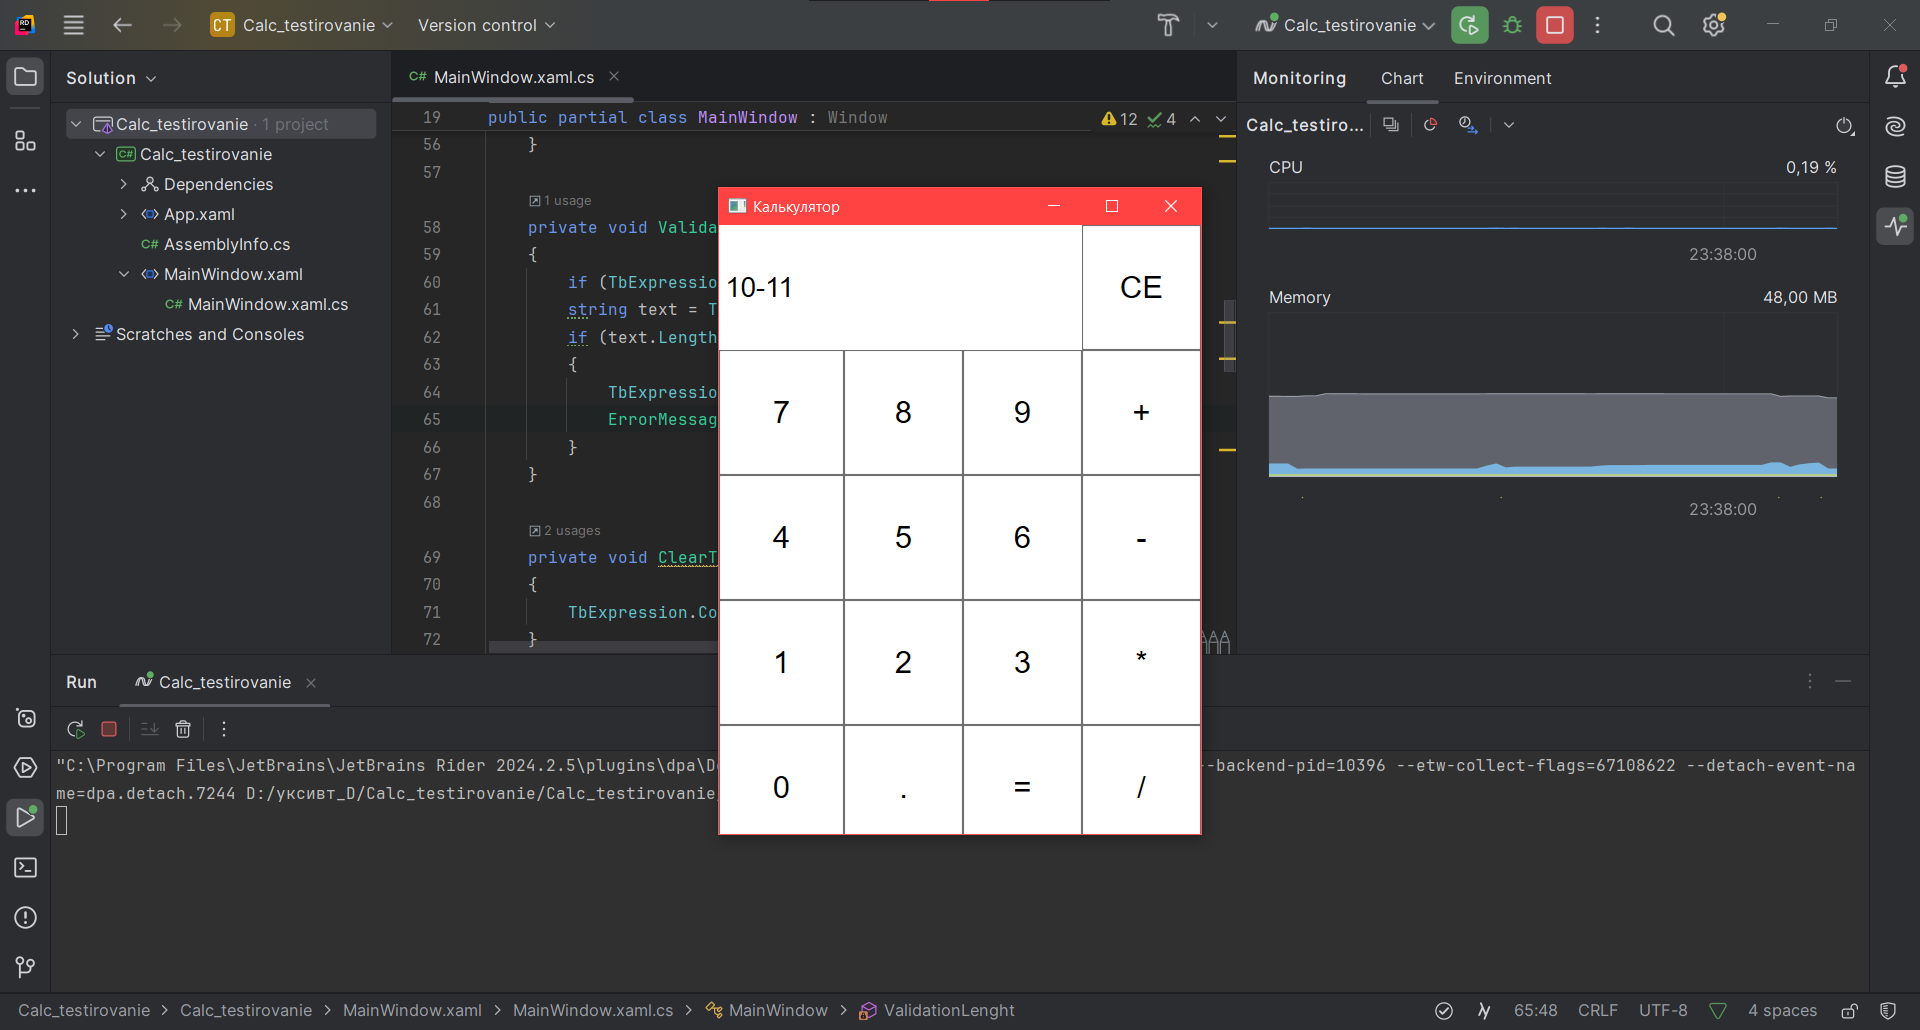 CT Calc_testirovanie Version control Calc_testirovanie
Solution
Calc_testirovanie · 1 project
C# Calc_testirovanie
Dependencies
App.xaml
C# AssemblyInfo.cs
MainWindow.xaml
C# MainWindow.xaml.cs
Scratches and Consoles
C# MainWindow.xaml.cs
19 public partial class MainWindow : Window 12 4
56 }
57
1 usage
58 private void Valida
59 {
60 if (TbExpressio
61 string text = T
62 if (text.Length
63 {
64 TbExpressio
65 ErrorMessag
66 }
67 }
68
2 usages
69 private void ClearT
70 {
71 TbExpression.Co
72 }
Калькулятор
10-11 CE
7 8 9 +
4 5 6 -
1 2 3 *
0 . = /
Monitoring Chart Environment
Calc_testiro...
CPU 0,19 %
23:38:00
Memory 48,00 MB
23:38:00
Run Calc_testirovanie
"C:\Program Files\JetBrains\JetBrains Rider 2024.2.5\plugins\dpa\D --backend-pid=10396 --etw-collect-flags=67108622 --detach-event-na
me=dpa.detach.7244 D:/уксивт_D/Calc_testirovanie/Calc_testirovanie
Calc_testirovanie > Calc_testirovanie > MainWindow.xaml > MainWindow.xaml.cs > MainWindow > ValidationLenght 65:48 CRLF UTF-8 4 spaces